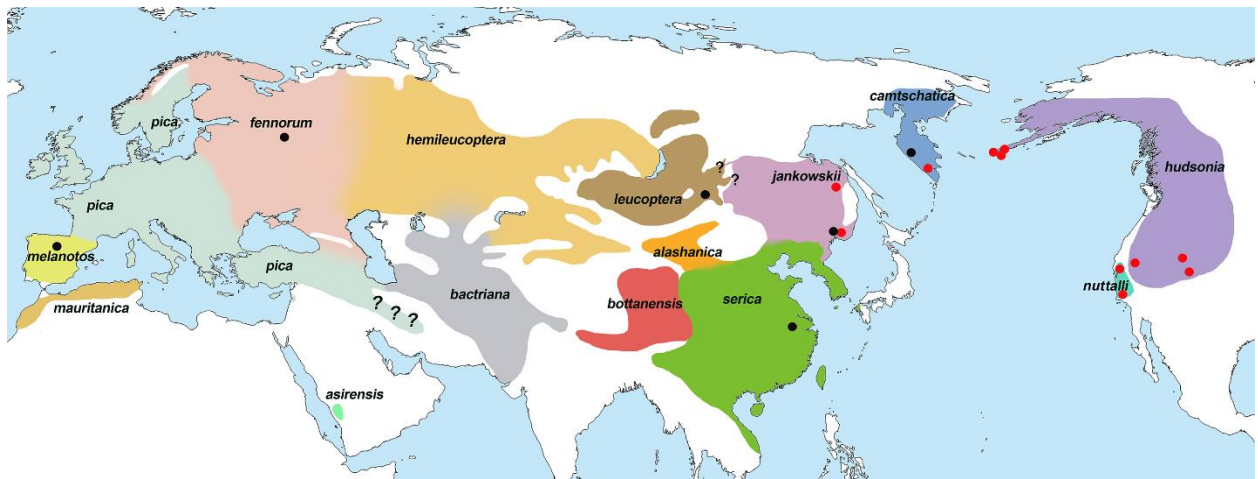 camtschatica
pica
fennorum
hemileucoptera
hudsonia
?
?
jankowskii
pica
leucoptera
melanotos
pica
alashanica
nuttalli
mauritanica
bactriana
bottanensis
serica
? ? ?
asirensis